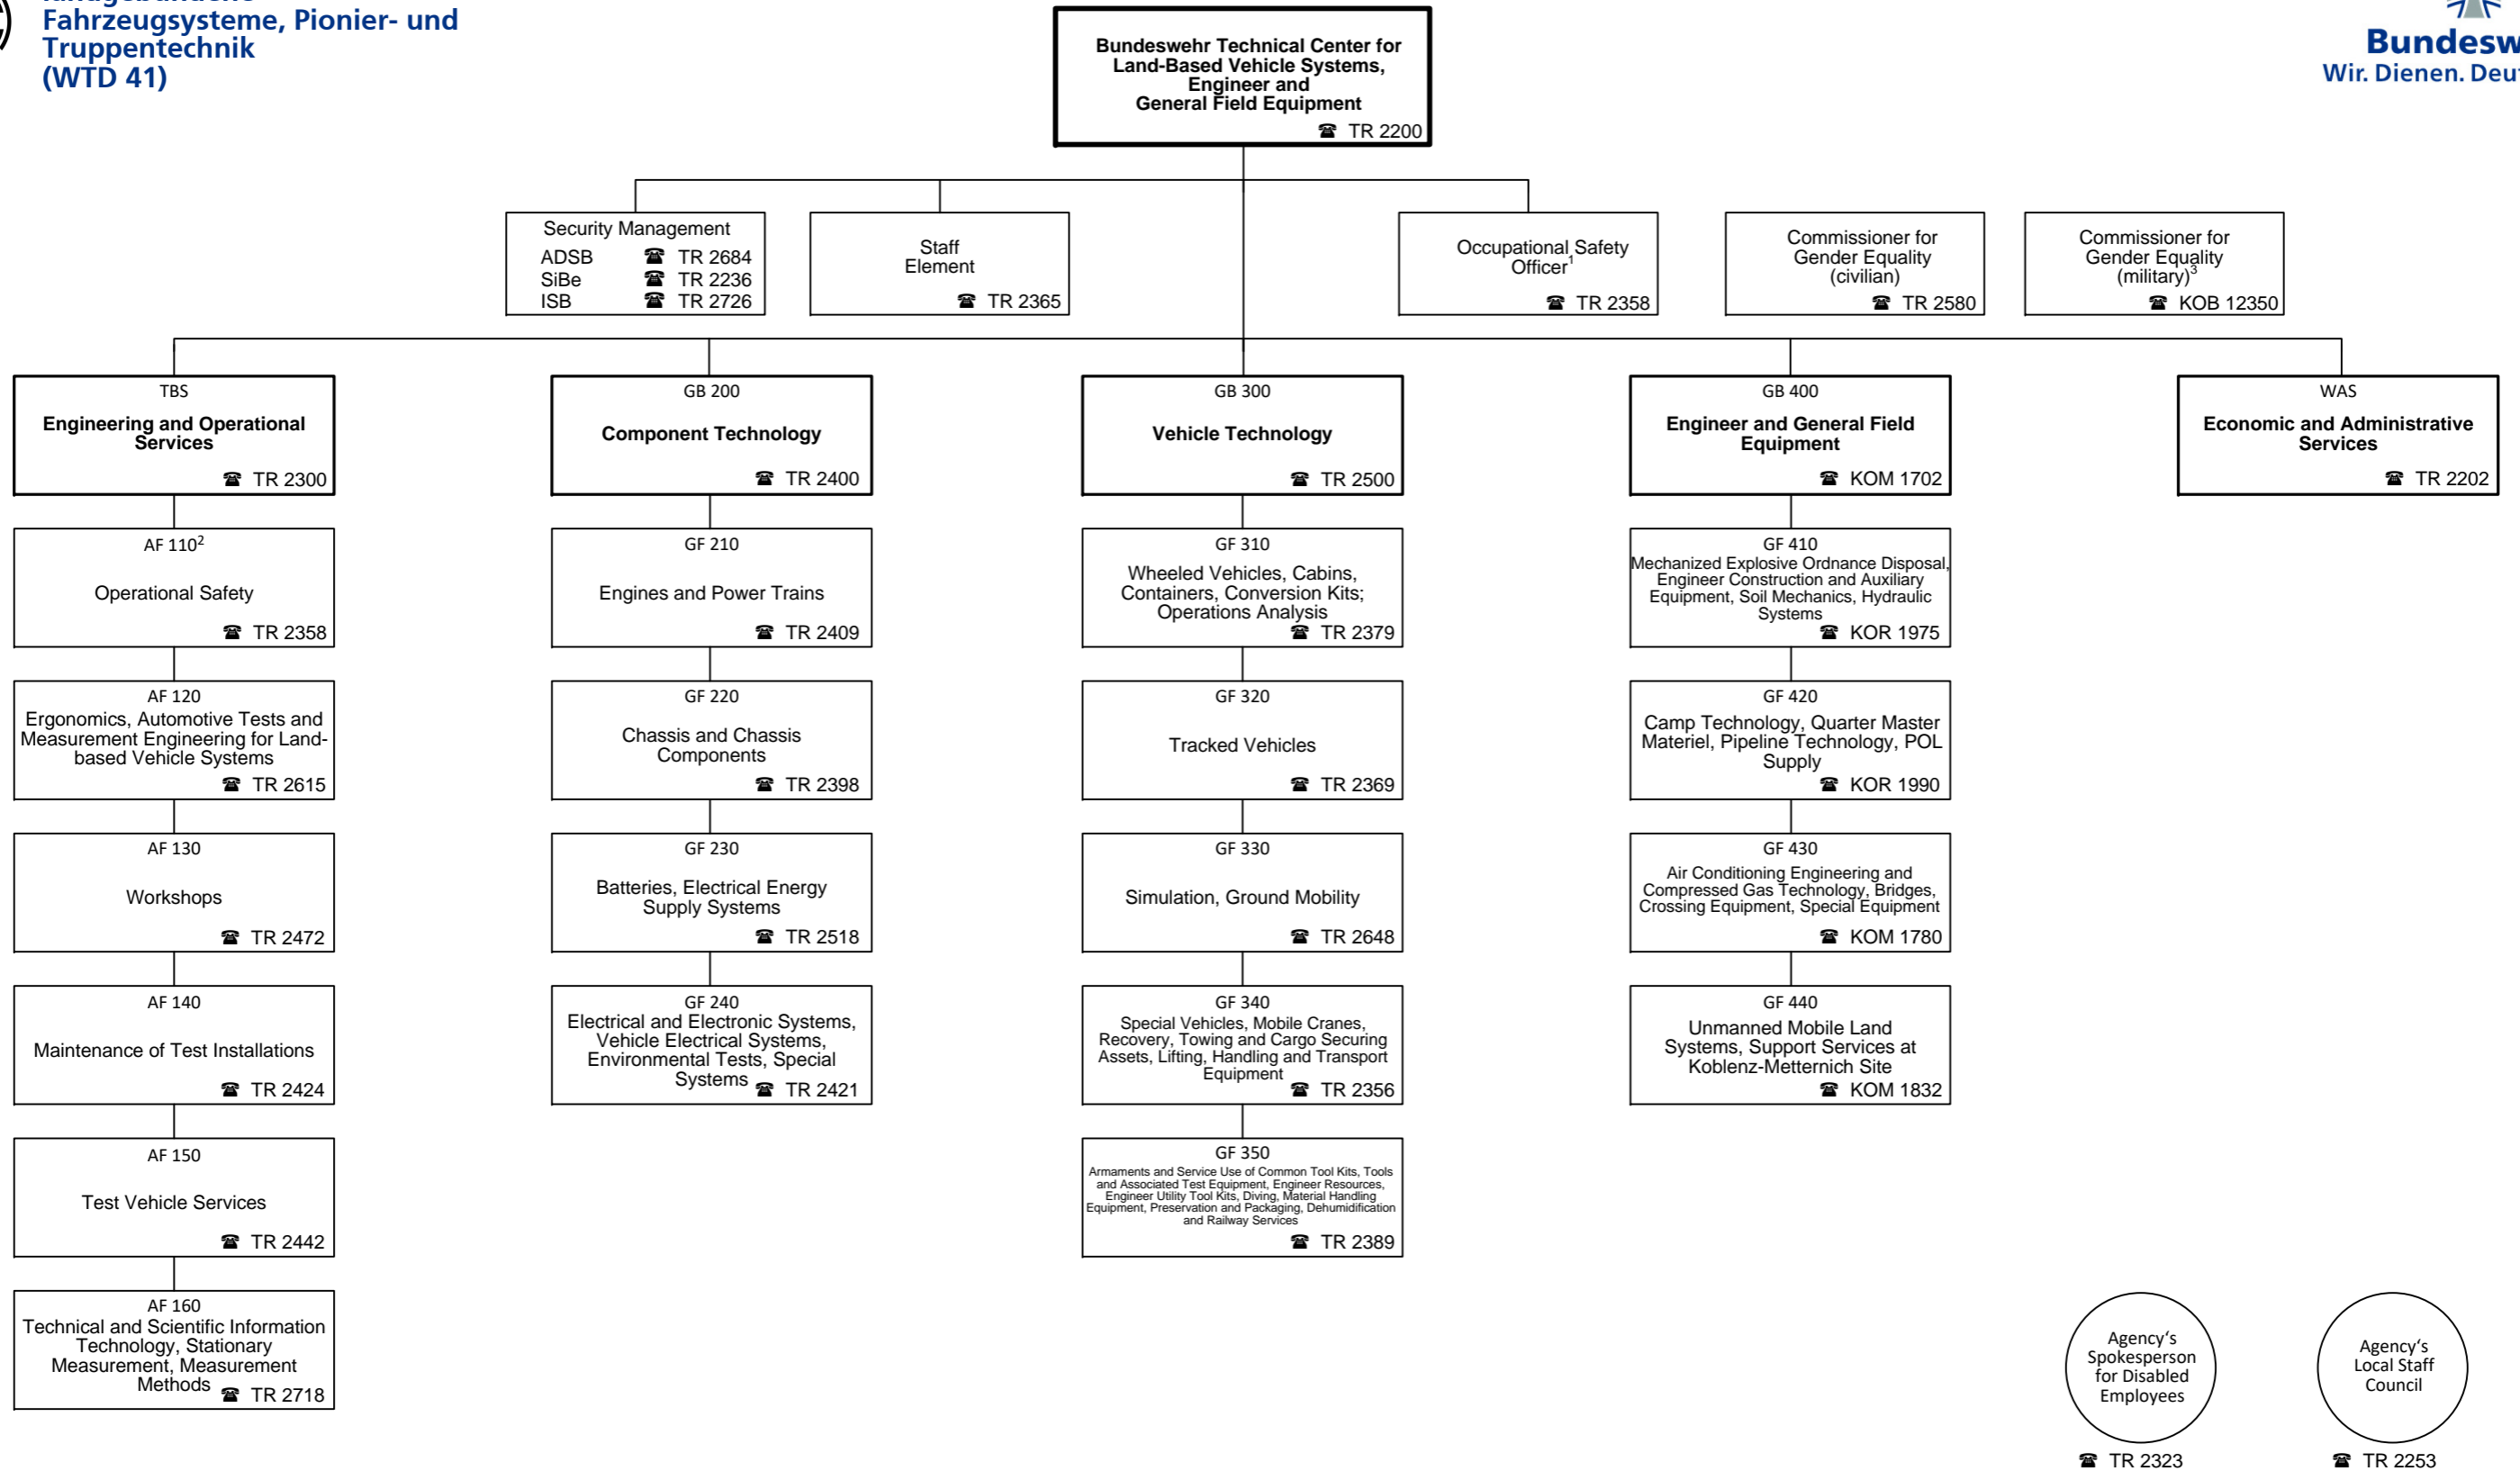 Fahrzeugsysteme, Pionier- und
Truppentechnik
(WTD 41)
Bundeswehr Technical Center for
Land-Based Vehicle Systems,
Engineer and
General Field Equipment
☎ TR 2200
Wir. Dienen.
Security Management
ADSB ☎ TR 2684
SiBe ☎ TR 2236
ISB ☎ TR 2726
Staff
Element
☎ TR 2365
Occupational Safety
Officer¹
☎ TR 2358
Commissioner for
Gender Equality
(civilian)
☎ TR 2580
Commissioner for
Gender Equality
(military)³
☎ KOB 12350
TBS
Engineering and Operational
Services
☎ TR 2300
GB 200
Component Technology
☎ TR 2400
GB 300
Vehicle Technology
☎ TR 2500
GB 400
Engineer and General Field
Equipment
☎ KOM 1702
WAS
Economic and Administrative
Services
☎ TR 2202
AF 110²
Operational Safety
☎ TR 2358
GF 210
Engines and Power Trains
☎ TR 2409
GF 310
Wheeled Vehicles, Cabins,
Containers, Conversion Kits;
Operations Analysis
☎ TR 2379
GF 410
Mechanized Explosive Ordnance Disposal,
Engineer Construction and Auxiliary
Equipment, Soil Mechanics, Hydraulic
Systems
☎ KOR 1975
AF 120
Ergonomics, Automotive Tests and
Measurement Engineering for Land-
based Vehicle Systems
☎ TR 2615
GF 220
Chassis and Chassis
Components
☎ TR 2398
GF 320
Tracked Vehicles
☎ TR 2369
GF 420
Camp Technology, Quarter Master
Materiel, Pipeline Technology, POL
Supply
☎ KOR 1990
AF 130
Workshops
☎ TR 2472
GF 230
Batteries, Electrical Energy
Supply Systems
☎ TR 2518
GF 330
Simulation, Ground Mobility
☎ TR 2648
GF 430
Air Conditioning Engineering and
Compressed Gas Technology, Bridges,
Crossing Equipment, Special Equipment
☎ KOM 1780
AF 140
Maintenance of Test Installations
☎ TR 2424
GF 240
Electrical and Electronic Systems,
Vehicle Electrical Systems,
Environmental Tests, Special
Systems ☎ TR 2421
GF 340
Special Vehicles, Mobile Cranes,
Recovery, Towing and Cargo Securing
Assets, Lifting, Handling and Transport
Equipment
☎ TR 2356
GF 440
Unmanned Mobile Land
Systems, Support Services at
Koblenz-Metternich Site
☎ KOM 1832
AF 150
Test Vehicle Services
☎ TR 2442
GF 350
Armaments and Service Use of Common Tool Kits, Tools
and Associated Test Equipment, Engineer Resources,
Engineer Utility Tool Kits, Diving, Material Handling
Equipment, Preservation and Packaging, Dehumidification
and Railway Services
☎ TR 2389
AF 160
Technical and Scientific Information
Technology, Stationary
Measurement, Measurement
Methods ☎ TR 2718
Agency‘s
Spokesperson
for Disabled
Employees
☎ TR 2323
Agency‘s
Local Staff
Council
☎ TR 2253